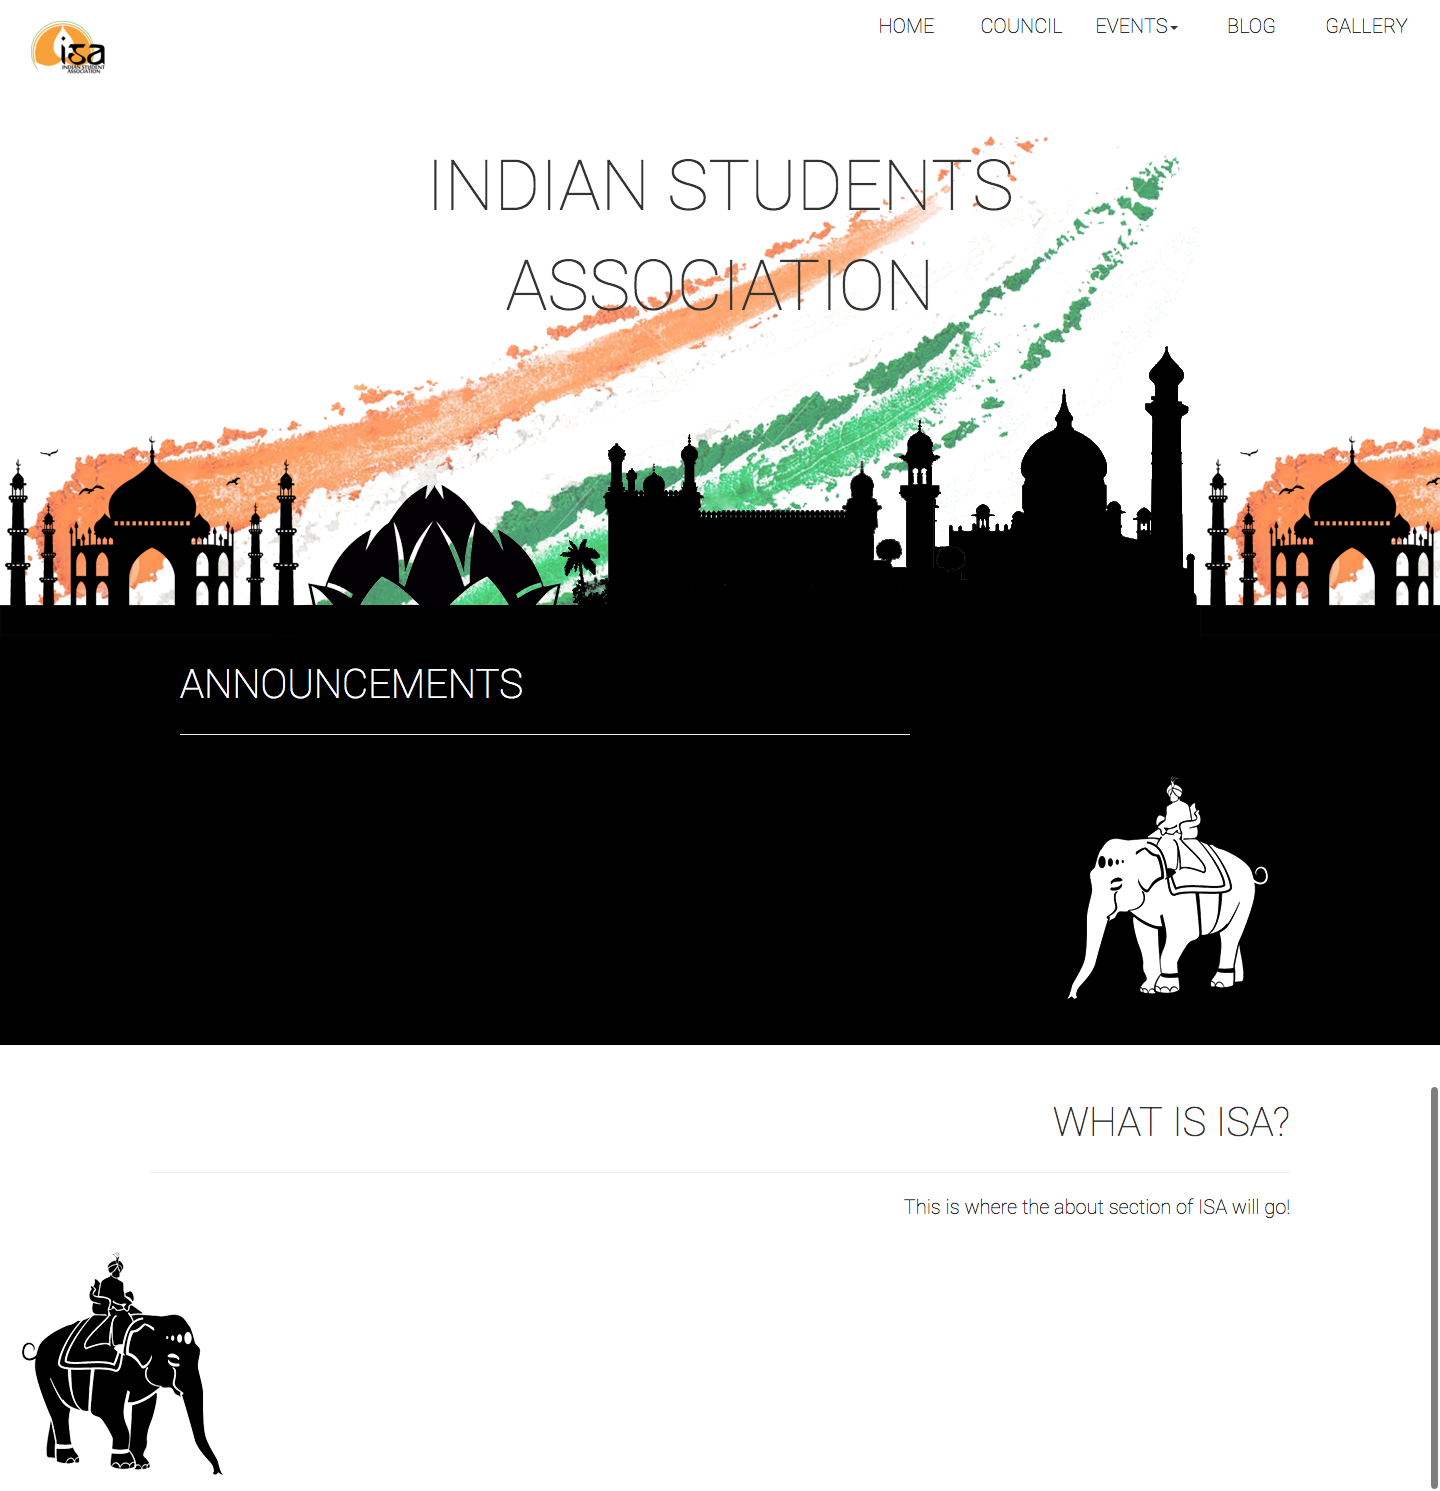 isa
INDIAN STUDENT
ASSOCIATION
HOME COUNCIL EVENTS BLOG GALLERY
INDIAN STUDENTS
ASSOCIATION
ANNOUNCEMENTS
WHAT IS ISA?
This is where the about section of ISA will go!